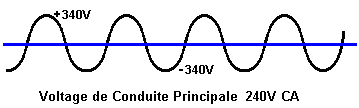 +340V
-340V
Voltage de Conduite Principale 240V CA